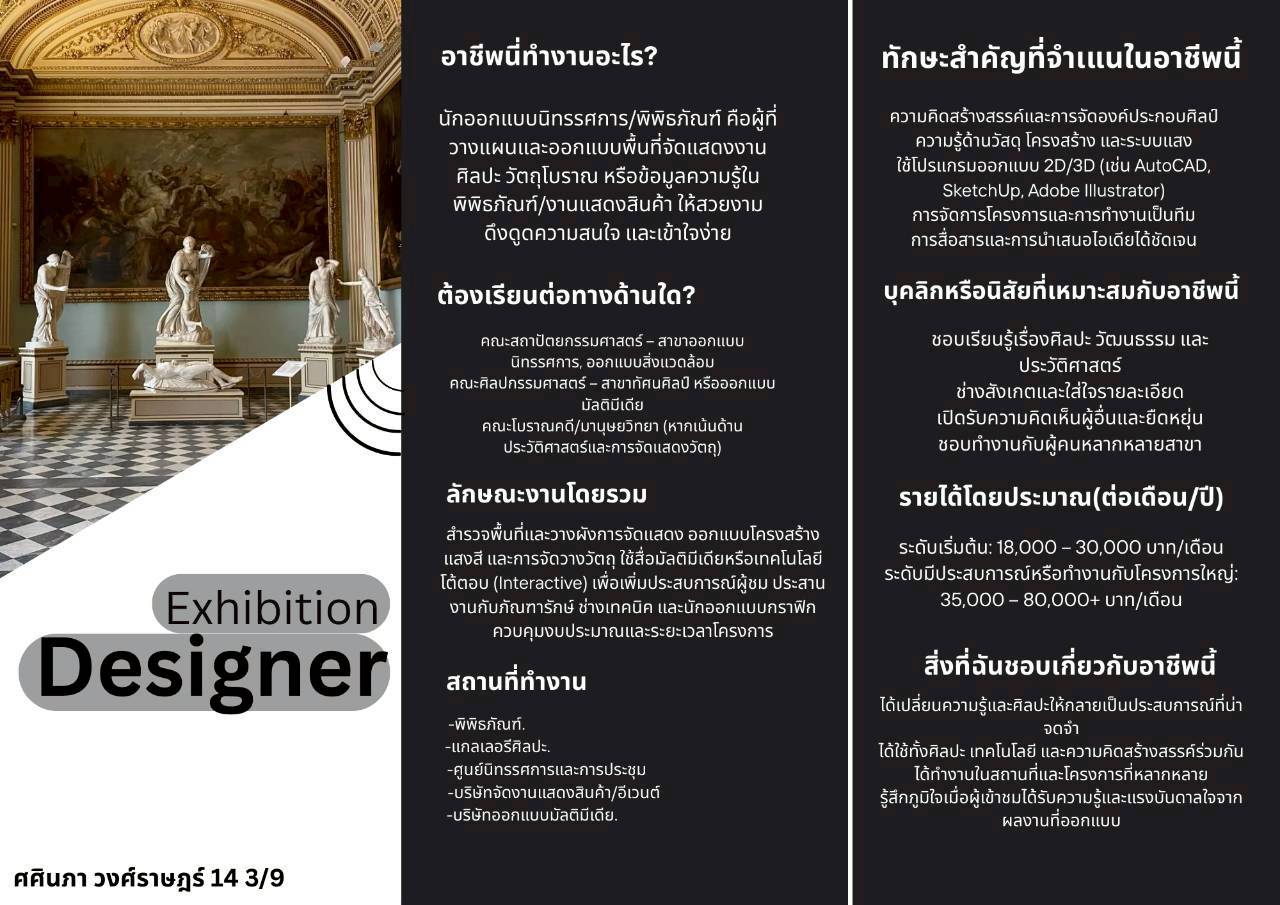 Exhibition
Designer
ศศินภา วงศ์ราษฎร์ 14 3/9
อาชีพนี่ทำงานอะไร?
นักออกแบบนิทรรศการ/พิพิธภัณฑ์ คือผู้ที่
วางแผนและออกแบบพื้นที่จัดแสดงงาน
ศิลปะ วัตถุโบราณ หรือข้อมูลความรู้ใน
พิพิธภัณฑ์/งานแสดงสินค้า ให้สวยงาม
ดึงดูดความสนใจ และเข้าใจง่าย
ต้องเรียนต่อทางด้านใด?
คณะสถาปัตยกรรมศาสตร์ – สาขาออกแบบ
นิทรรศการ, ออกแบบสิ่งแวดล้อม
คณะศิลปกรรมศาสตร์ – สาขาทัศนศิลป์ หรือออกแบบ
มัลติมีเดีย
คณะโบราณคดี/มานุษยวิทยา (หากเน้นด้าน
ประวัติศาสตร์และการจัดแสดงวัตถุ)
ลักษณะงานโดยรวม
สำรวจพื้นที่และวางผังการจัดแสดง ออกแบบโครงสร้าง
แสงสี และการจัดวางวัตถุ ใช้สื่อมัลติมีเดียหรือเทคโนโลยี
โต้ตอบ (Interactive) เพื่อเพิ่มประสบการณ์ผู้ชม ประสาน
งานกับภัณฑารักษ์ ช่างเทคนิค และนักออกแบบกราฟิก
ควบคุมงบประมาณและระยะเวลาโครงการ
สถานที่ทำงาน
-พิพิธภัณฑ์.
-แกลเลอรีศิลปะ.
-ศูนย์นิทรรศการและการประชุม
-บริษัทจัดงานแสดงสินค้า/อีเวนต์
-บริษัทออกแบบมัลติมีเดีย.
ทักษะสำคัญที่จำเแนในอาชีพนี้
ความคิดสร้างสรรค์และการจัดองค์ประกอบศิลป์
ความรู้ด้านวัสดุ โครงสร้าง และระบบแสง
ใช้โปรแกรมออกแบบ 2D/3D (เช่น AutoCAD,
SketchUp, Adobe Illustrator)
การจัดการโครงการและการทำงานเป็นทีม
การสื่อสารและการนำเสนอไอเดียได้ชัดเจน
บุคลิกหรือนิสัยที่เหมาะสมกับอาชีพนี้
ชอบเรียนรู้เรื่องศิลปะ วัฒนธรรม และ
ประวัติศาสตร์
ช่างสังเกตและใส่ใจรายละเอียด
เปิดรับความคิดเห็นผู้อื่นและยืดหยุ่น
ชอบทำงานกับผู้คนหลากหลายสาขา
รายได้โดยประมาณ(ต่อเดือน/ปี)
ระดับเริ่มต้น: 18,000 – 30,000 บาท/เดือน
ระดับมีประสบการณ์หรือทำงานกับโครงการใหญ่:
35,000 – 80,000+ บาท/เดือน
สิ่งที่ฉันชอบเกี่ยวกับอาชีพนี้
ได้เปลี่ยนความรู้และศิลปะให้กลายเป็นประสบการณ์ที่น่า
จดจำ
ได้ใช้ทั้งศิลปะ เทคโนโลยี และความคิดสร้างสรรค์ร่วมกัน
ได้ทำงานในสถานที่และโครงการที่หลากหลาย
รู้สึกภูมิใจเมื่อผู้เข้าชมได้รับความรู้และแรงบันดาลใจจาก
ผลงานที่ออกแบบ